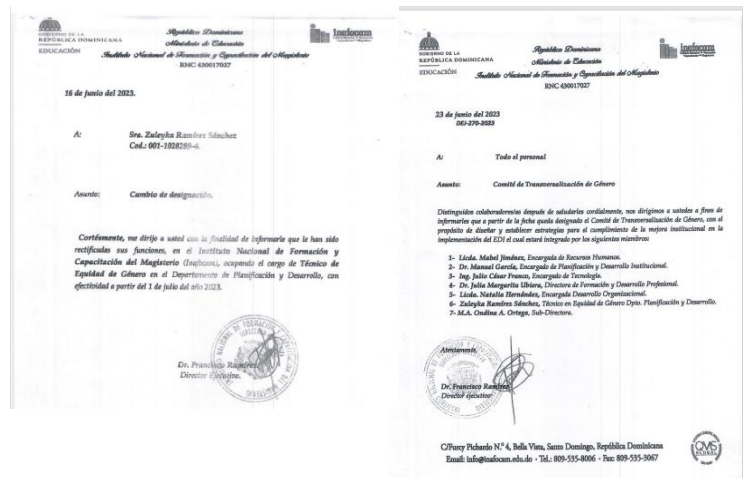 GOBIERNO DE LA
REPÚBLICA DOMINICANA
EDUCACIÓN
República Dominicana
Ministerio de Educación
Instituto Nacional de Formación y Capacitación del Magisterio
RNC 430017027
inafocam
16 de junio del 2023.
A: Sra. Zuleyka Ramírez Sánchez
Ced.: 001-1028289-4.
Asunto: Cambio de designación.
Cortésmente, me dirijo a usted con la finalidad de informarle que le han sido
rectificadas sus funciones, en el Instituto Nacional de Formación y
Capacitación del Magisterio (Inafocam), ocupando el cargo de Técnico de
Equidad de Género en el Departamento de Planificación y Desarrollo, con
efectividad a partir del 1 de julio del año 2023.
Dr. Francisco Ramírez
Director Ejecutivo.
GOBIERNO DE LA
REPÚBLICA DOMINICANA
EDUCACIÓN
República Dominicana
Ministerio de Educación
Instituto Nacional de Formación y Capacitación del Magisterio
RNC 430017027
inafocam
23 de junio del 2023
DEJ-270-2023
A: Todo el personal
Asunto: Comité de Transversalización de Género
Distinguidos colaboradores/as después de saludarles cordialmente, nos dirigimos a ustedes a fines de
informarles que a partir de la fecha queda designado el Comité de Transversalización de Género, con el
propósito de diseñar y establecer estrategias para el cumplimiento de la mejora institucional en la
implementación del EDI el cual estará integrado por los siguientes miembros:
1- Licda. Mabel Jiménez, Encargada de Recursos Humanos.
2- Dr. Manuel García, Encargado de Planificación y Desarrollo Institucional.
3- Ing. Julio César Franco, Encargado de Tecnología.
4- Dr. Julia Margarita Ubiera, Directora de Formación y Desarrollo Profesional.
5- Licda. Natalia Hernández, Encargada Desarrollo Organizacional.
6- Zuleyka Ramírez Sánchez, Técnico en Equidad de Género Dpto. Planificación y Desarrollo.
7- M.A. Ondina A. Ortega, Sub-Directora.
Atentamente,
Dr. Francisco Ramírez
Director ejecutivo
C/Furcy Pichardo N.° 4, Bella Vista, Santo Domingo, República Dominicana
Email: info@inafocam.edu.do - Tel.: 809-535-8006 - Fax: 809-535-3067
CMS
GLOBAL